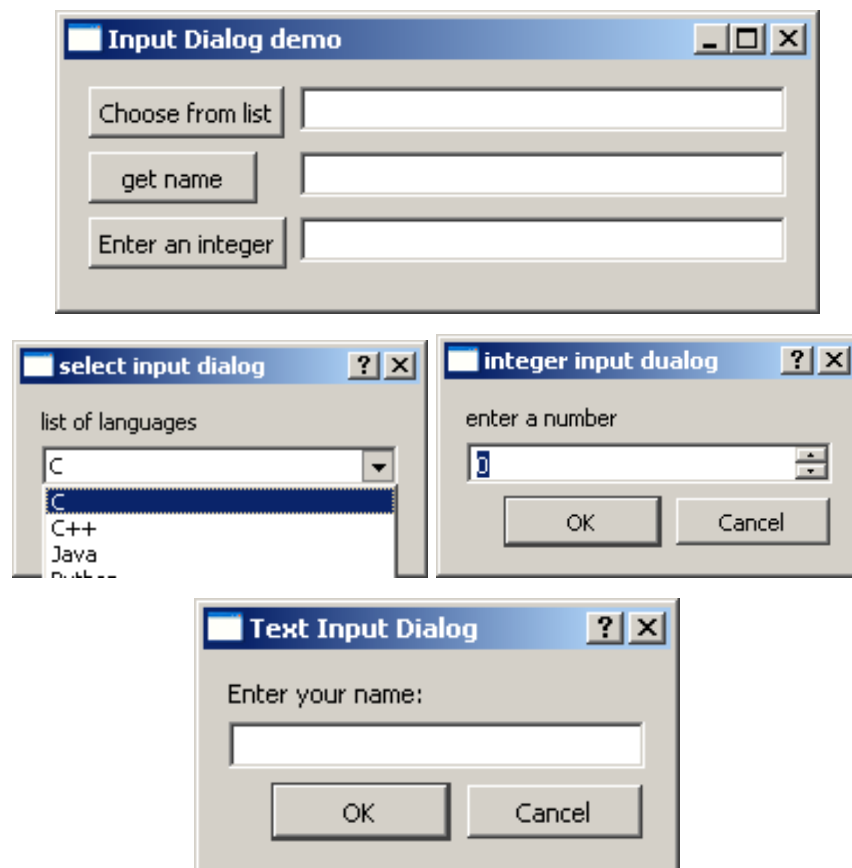 Input Dialog demo
Choose from list
get name
Enter an integer
select input dialog
list of languages
C
C
C++
Java
integer input dualog
enter a number
0
OK Cancel
Text Input Dialog
Enter your name:
OK Cancel